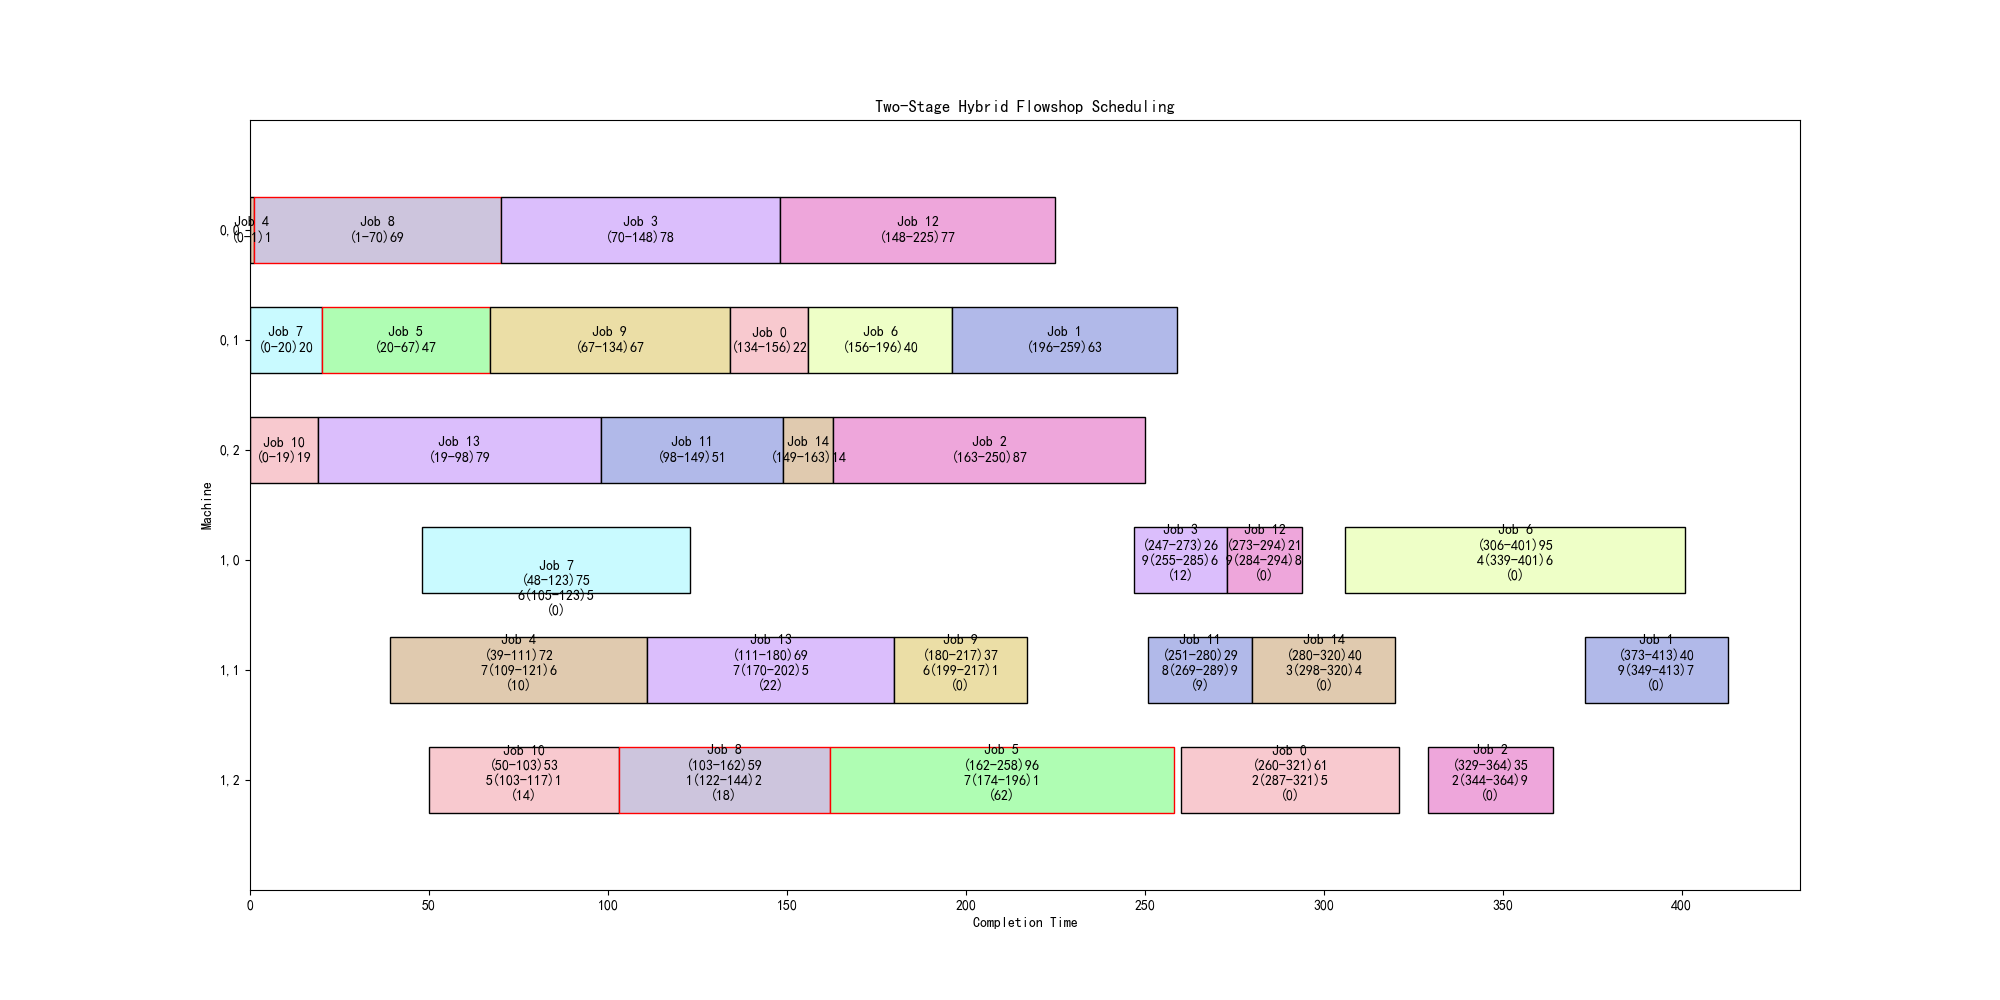 Two-Stage Hybrid Flowshop Scheduling
Machine
0,0
Job 4
(0-1)1
Job 8
(1-70)69
Job 3
(70-148)78
Job 12
(148-225)77
0,1
Job 7
(0-20)20
Job 5
(20-67)47
Job 9
(67-134)67
Job 0
(134-156)22
Job 6
(156-196)40
Job 1
(196-259)63
0,2
Job 10
(0-19)19
Job 13
(19-98)79
Job 11
(98-149)51
Job 14
(149-163)14
Job 2
(163-250)87
1,0
Job 7
(48-123)75
6(105-123)5
(0)
Job 3
(247-273)26
9(255-285)6
(12)
Job 12
(273-294)21
9(284-294)8
(0)
Job 6
(306-401)95
4(339-401)6
(0)
1,1
Job 4
(39-111)72
7(109-121)6
(10)
Job 13
(111-180)69
7(170-202)5
(22)
Job 9
(180-217)37
6(199-217)1
(0)
Job 11
(251-280)29
8(269-289)9
(9)
Job 14
(280-320)40
3(298-320)4
(0)
Job 1
(373-413)40
9(349-413)7
(0)
1,2
Job 10
(50-103)53
5(103-117)1
(14)
Job 8
(103-162)59
1(122-144)2
(18)
Job 5
(162-258)96
7(174-196)1
(62)
Job 0
(260-321)61
2(287-321)5
(0)
Job 2
(329-364)35
2(344-364)9
(0)
0 50 100 150 200 250 300 350 400
Completion Time